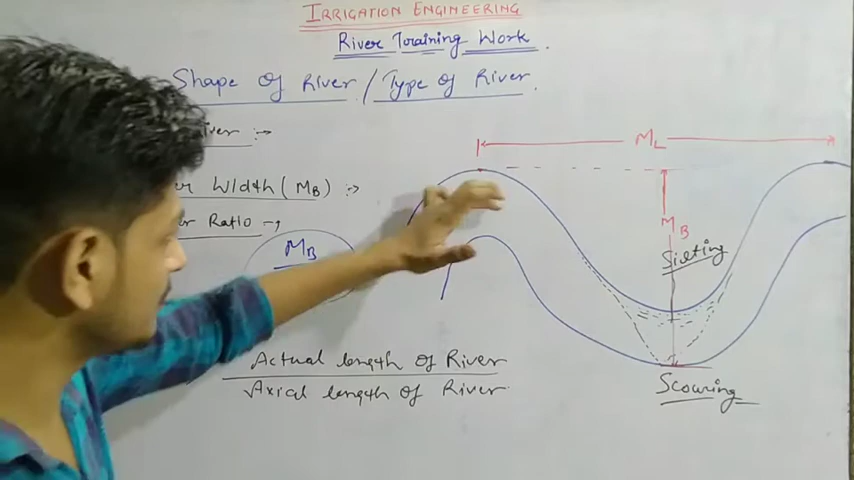 IRRIGATION ENGINEERING
River Training Work.
Shape of River / Type of River.
:-
ML
Width (MB) :-
Ratio -,
MB
MB
Silting
Actual length of River
Axial length of River.
Scouring